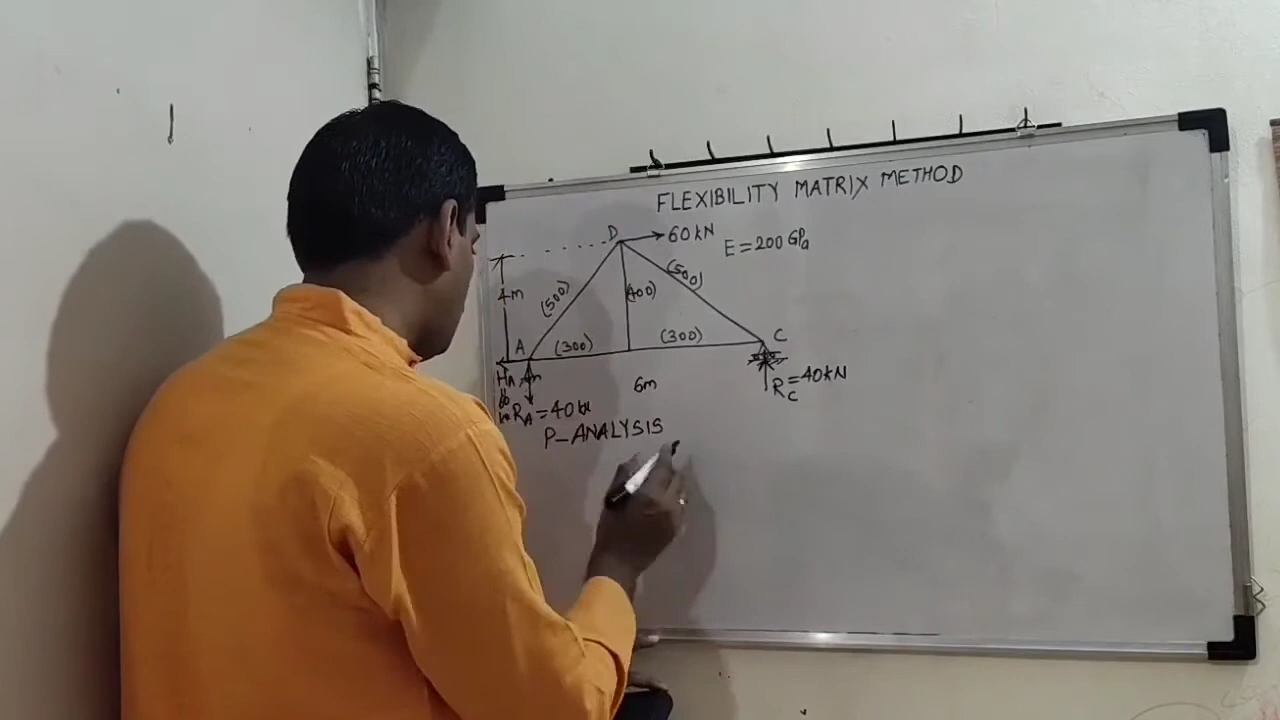 FLEXIBILITY MATRIX METHOD
D
60 kN
E = 200 GPa
(500)
(400)
(500)
4m
A
(300)
(300)
C
HA
6m
RC = 40 kN
RA = 40 kN
P-ANALYSIS